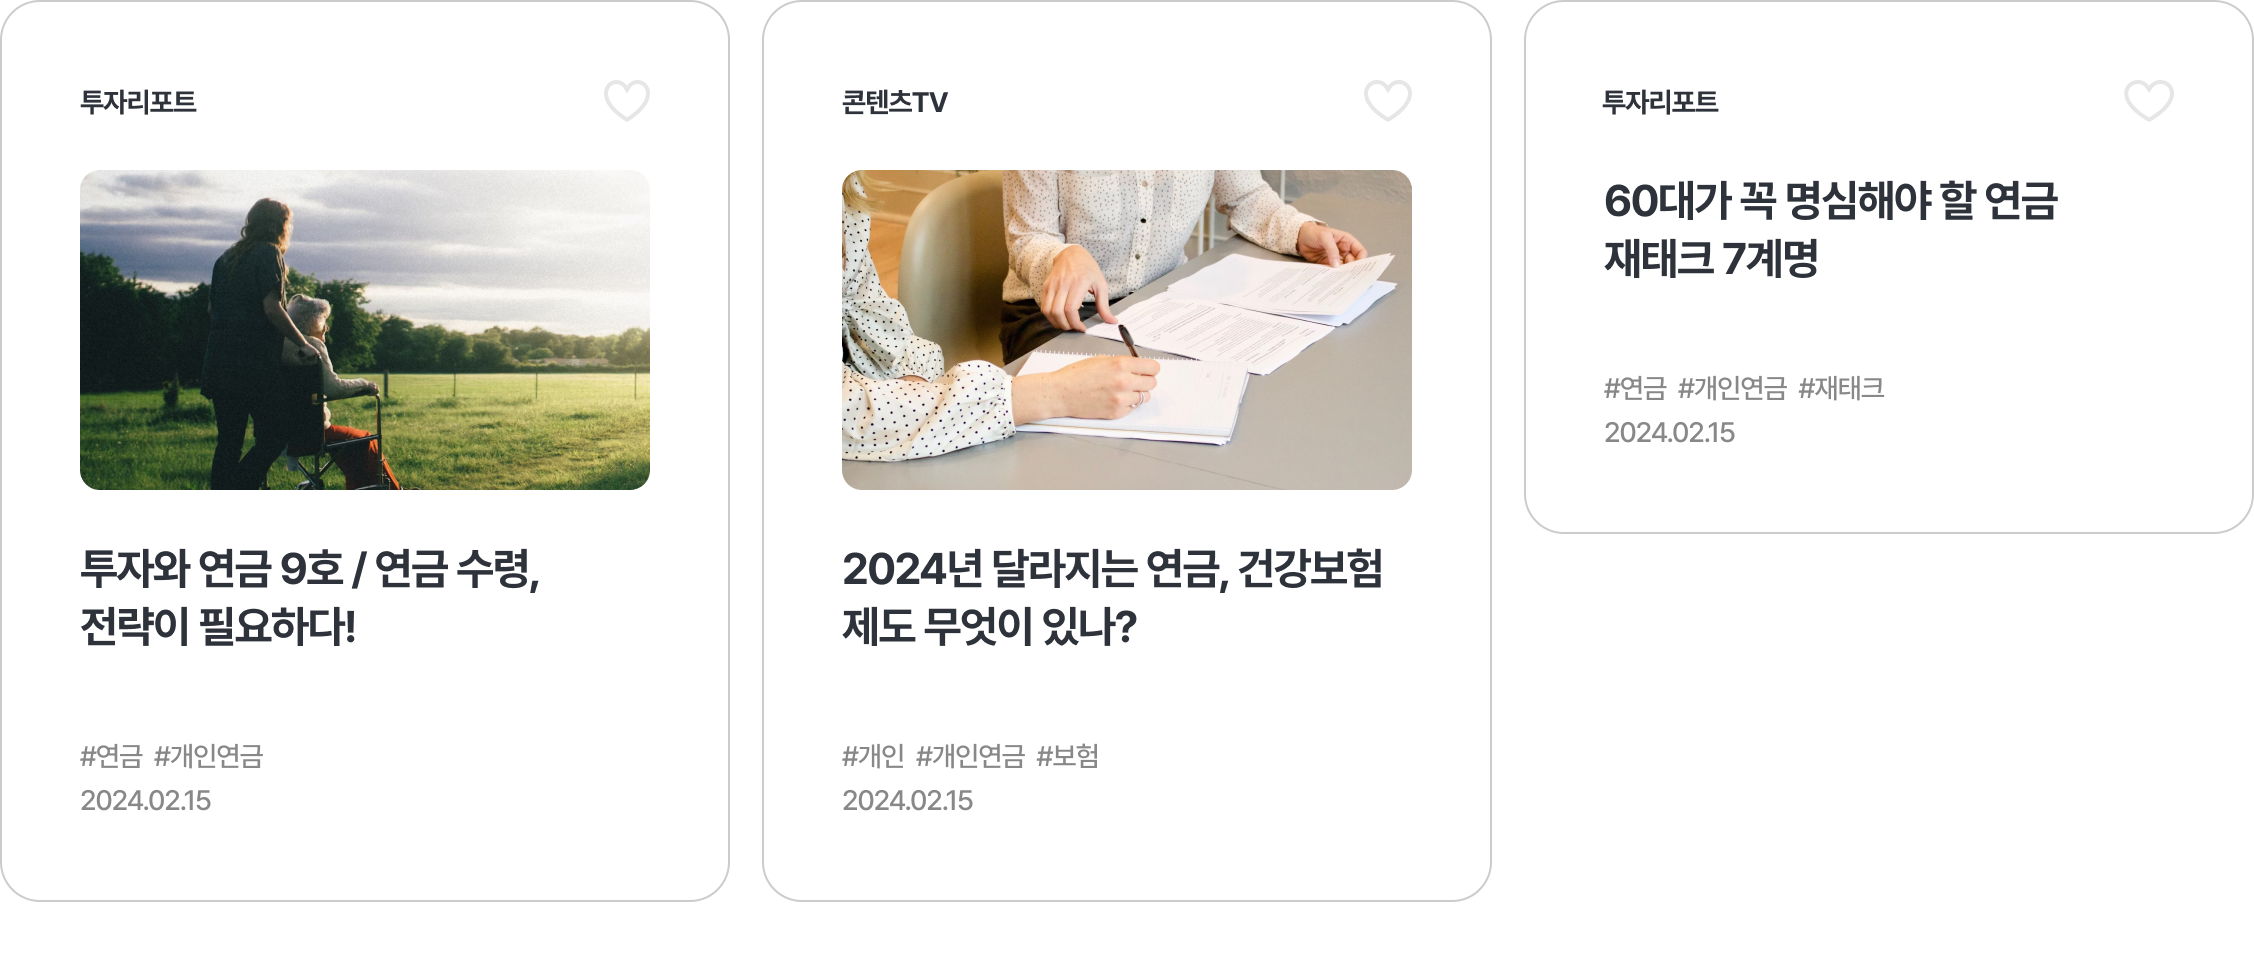 투자리포트
투자와 연금 9호 / 연금 수령,
전략이 필요하다!
#연금 #개인연금
2024.02.15
콘텐츠TV
2024년 달라지는 연금, 건강보험
제도 무엇이 있나?
#개인 #개인연금 #보험
2024.02.15
투자리포트
60대가 꼭 명심해야 할 연금
재태크 7계명
#연금 #개인연금 #재태크
2024.02.15